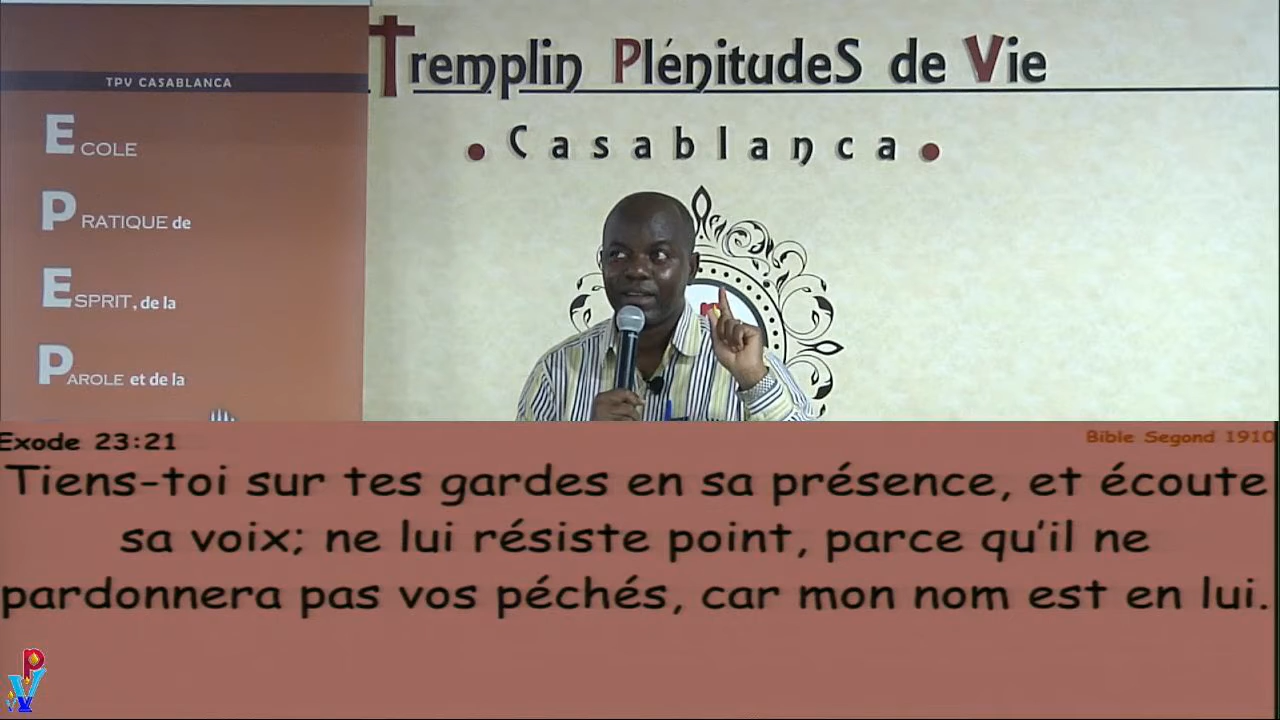 TPV CASABLANCA
ECOLE
PRATIQUE de
ESPRIT, de la
PAROLE et de la
Tremplin PlénitudeS de Vie
• Casablanca •
Exode 23:21
Bible Segond 1910
Tiens-toi sur tes gardes en sa présence, et écoute
sa voix; ne lui résiste point, parce qu'il ne
pardonnera pas vos péchés, car mon nom est en lui.
PV